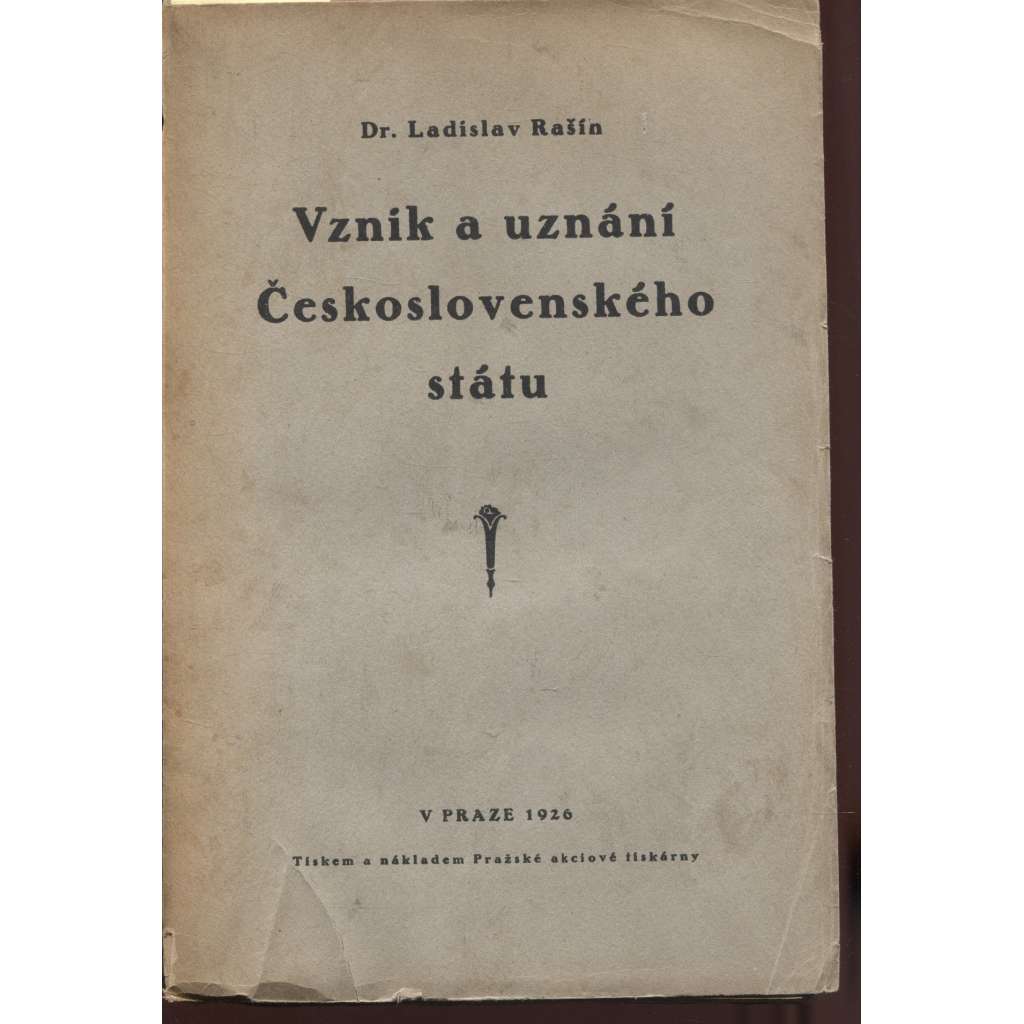 Dr. Ladislav Rašín
Vznik a uznání
Československého
státu
V PRAZE 1926
Tiskem a nákladem Pražské akciové tiskárny